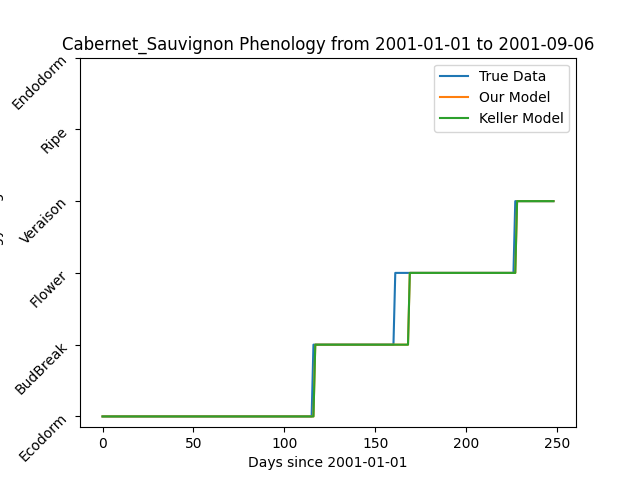 Cabernet_Sauvignon Phenology from 2001-01-01 to 2001-09-06
True Data
Our Model
Keller Model
Endodorm
Ripe
Veraison
Flower
BudBreak
Ecodorm
0 50 100 150 200 250
Days since 2001-01-01